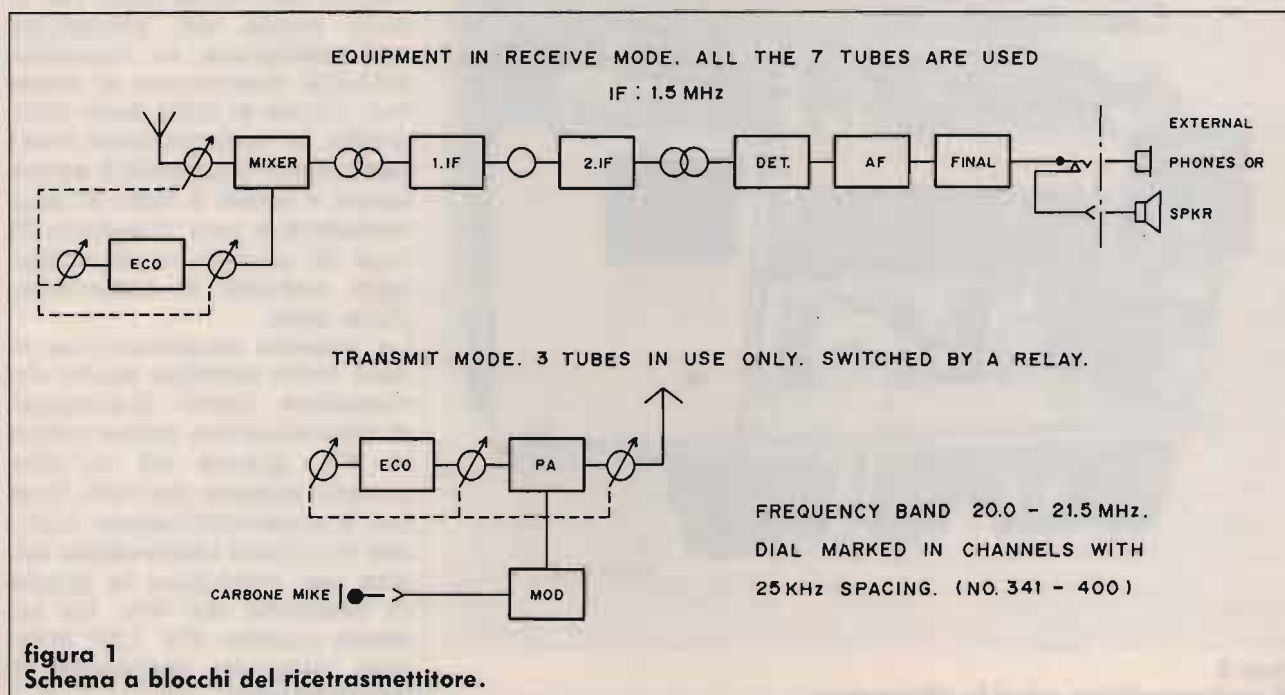 EQUIPMENT IN RECEIVE MODE. ALL THE 7 TUBES ARE USED
IF : 1.5 MHz
MIXER
1.IF
2.IF
DET.
AF
FINAL
EXTERNAL
PHONES OR
SPKR
ECO
TRANSMIT MODE. 3 TUBES IN USE ONLY. SWITCHED BY A RELAY.
ECO
PA
FREQUENCY BAND 20.0 - 21.5 MHz.
DIAL MARKED IN CHANNELS WITH
25 KHz SPACING. (NO. 341 - 400)
CARBONE MIKE
MOD
figura 1
Schema a blocchi del ricetrasmettitore.